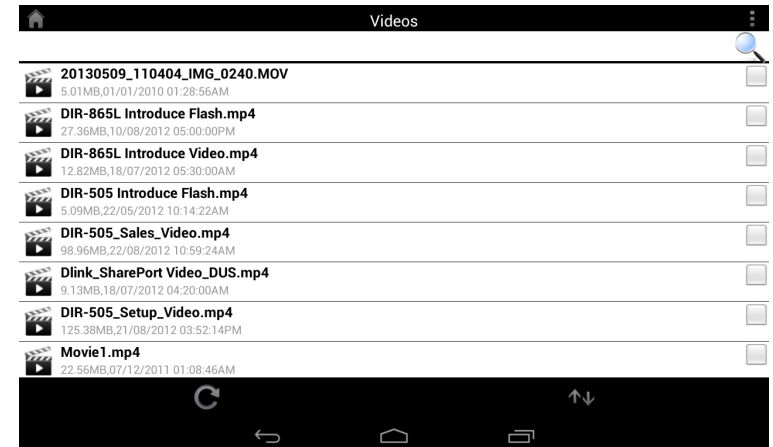 Videos
20130509_110404_IMG_0240.MOV
5.01MB,01/01/2010 01:28:56AM
DIR-865L Introduce Flash.mp4
27.36MB,10/08/2012 05:00:00PM
DIR-865L Introduce Video.mp4
12.82MB,18/07/2012 05:30:00AM
DIR-505 Introduce Flash.mp4
5.09MB,22/05/2012 10:14:22AM
DIR-505_Sales_Video.mp4
98.96MB,22/08/2012 10:59:24AM
Dlink_SharePort Video_DUS.mp4
9.13MB,18/07/2012 04:20:00AM
DIR-505_Setup_Video.mp4
125.38MB,21/08/2012 03:52:14PM
Movie1.mp4
22.56MB,07/12/2011 01:08:46AM